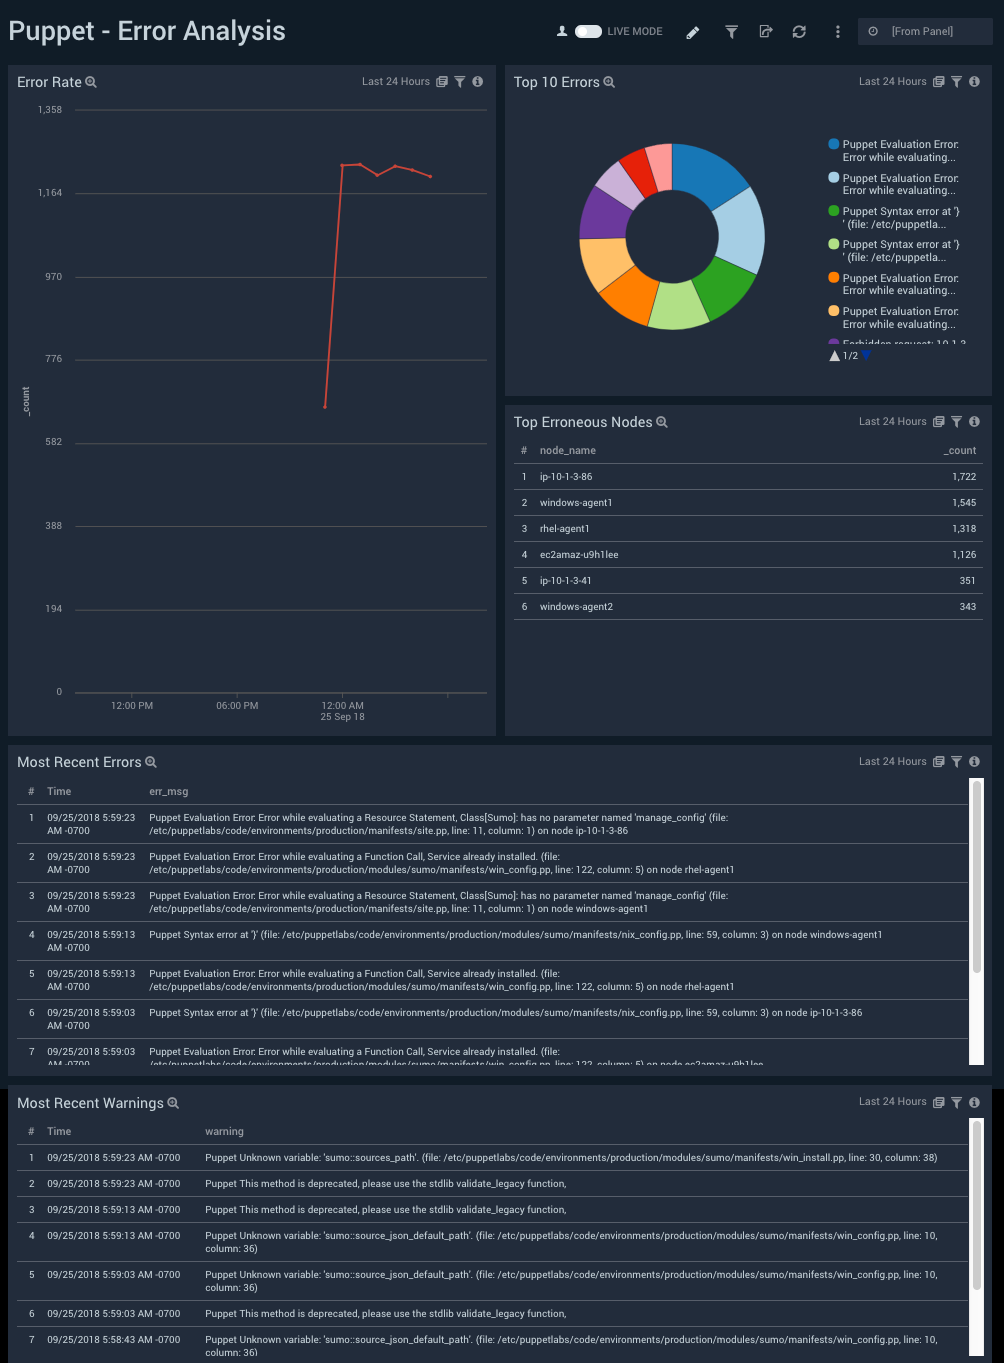 Puppet - Error Analysis
LIVE MODE
[From Panel]
Error Rate
Last 24 Hours
1,358
1,164
970
776
582
388
194
0
_count
12:00 PM
06:00 PM
12:00 AM
25 Sep 18
Top 10 Errors
Last 24 Hours
Puppet Evaluation Error:
Error while evaluating...
Puppet Evaluation Error:
Error while evaluating...
Puppet Syntax error at '}
' (file: /etc/puppetla...
Puppet Syntax error at '}
' (file: /etc/puppetla...
Puppet Evaluation Error:
Error while evaluating...
Puppet Evaluation Error:
Error while evaluating...
Forbidden request: 10.1.3
1/2
Top Erroneous Nodes
Last 24 Hours
# node_name _count
1 ip-10-1-3-86 1,722
2 windows-agent1 1,545
3 rhel-agent1 1,318
4 ec2amaz-u9h1lee 1,126
5 ip-10-1-3-41 351
6 windows-agent2 343
Most Recent Errors
Last 24 Hours
# Time err_msg
1 09/25/2018 5:59:23 Puppet Evaluation Error: Error while evaluating a Resource Statement, Class[Sumo]: has no parameter named 'manage_config' (file:
AM -0700 /etc/puppetlabs/code/environments/production/manifests/site.pp, line: 11, column: 1) on node ip-10-1-3-86
2 09/25/2018 5:59:23 Puppet Evaluation Error: Error while evaluating a Function Call, Service already installed. (file:
AM -0700 /etc/puppetlabs/code/environments/production/modules/sumo/manifests/win_config.pp, line: 122, column: 5) on node rhel-agent1
3 09/25/2018 5:59:23 Puppet Evaluation Error: Error while evaluating a Resource Statement, Class[Sumo]: has no parameter named 'manage_config' (file:
AM -0700 /etc/puppetlabs/code/environments/production/manifests/site.pp, line: 11, column: 1) on node windows-agent1
4 09/25/2018 5:59:13 Puppet Syntax error at '}' (file: /etc/puppetlabs/code/environments/production/modules/sumo/manifests/nix_config.pp, line: 59, column: 3) on node windows-agent1
AM -0700
5 09/25/2018 5:59:13 Puppet Evaluation Error: Error while evaluating a Function Call, Service already installed. (file:
AM -0700 /etc/puppetlabs/code/environments/production/modules/sumo/manifests/win_config.pp, line: 122, column: 5) on node rhel-agent1
6 09/25/2018 5:59:03 Puppet Syntax error at '}' (file: /etc/puppetlabs/code/environments/production/modules/sumo/manifests/nix_config.pp, line: 59, column: 3) on node ip-10-1-3-86
AM -0700
7 09/25/2018 5:59:03 Puppet Evaluation Error: Error while evaluating a Function Call, Service already installed. (file:
AM -0700 /etc/puppetlabs/code/environments/production/modules/sumo/manifests/win_config.pp, line: 122, column: 5) on node ec2amaz-u9h1lee
Most Recent Warnings
Last 24 Hours
# Time warning
1 09/25/2018 5:59:23 AM -0700 Puppet Unknown variable: 'sumo::sources_path'. (file: /etc/puppetlabs/code/environments/production/modules/sumo/manifests/win_install.pp, line: 30, column: 38)
2 09/25/2018 5:59:23 AM -0700 Puppet This method is deprecated, please use the stdlib validate_legacy function,
3 09/25/2018 5:59:13 AM -0700 Puppet This method is deprecated, please use the stdlib validate_legacy function,
4 09/25/2018 5:59:13 AM -0700 Puppet Unknown variable: 'sumo::source_json_default_path'. (file: /etc/puppetlabs/code/environments/production/modules/sumo/manifests/win_config.pp, line: 10,
column: 36)
5 09/25/2018 5:59:03 AM -0700 Puppet Unknown variable: 'sumo::source_json_default_path'. (file: /etc/puppetlabs/code/environments/production/modules/sumo/manifests/win_config.pp, line: 10,
column: 36)
6 09/25/2018 5:59:03 AM -0700 Puppet This method is deprecated, please use the stdlib validate_legacy function,
7 09/25/2018 5:58:43 AM -0700 Puppet Unknown variable: 'sumo::source_json_default_path'. (file: /etc/puppetlabs/code/environments/production/modules/sumo/manifests/win_config.pp, line: 10,
column: 36)